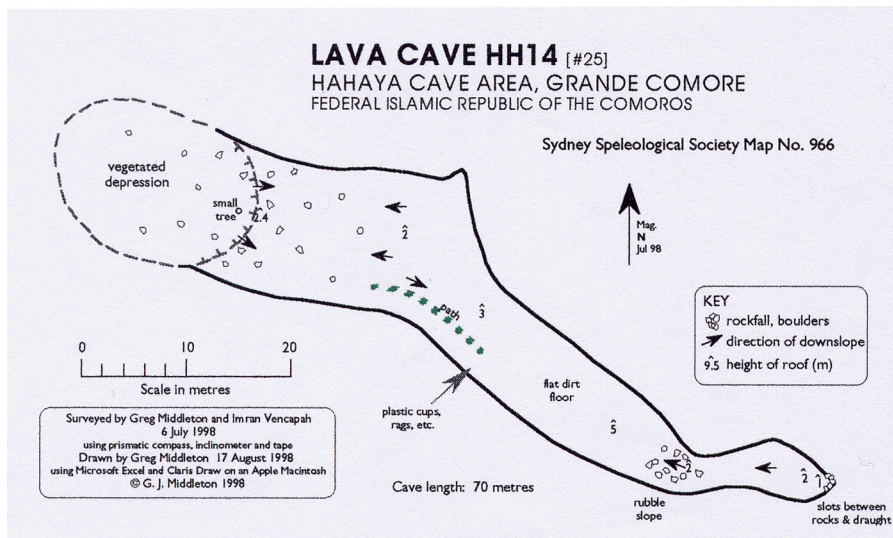 LAVA CAVE HH14 [#25]
HAHAYA CAVE AREA, GRANDE COMORE
FEDERAL ISLAMIC REPUBLIC OF THE COMOROS
Sydney Speleological Society Map No. 966
vegetated
depression
small
tree
2.4
2
Mag.
N
Jul 98
path
3
KEY
rockfall, boulders
direction of downslope
9.5 height of roof (m)
0 10 20
Scale in metres
flat dirt
floor
plastic cups,
rags, etc.
5
Surveyed by Greg Middleton and Imran Vencapah
6 July 1998
using prismatic compass, inclinometer and tape
Drawn by Greg Middleton 17 August 1998
using Microsoft Excel and Claris Draw on an Apple Macintosh
© G. J. Middleton 1998
Cave length: 70 metres
2
2 1
rubble
slope
slots between
rocks & draught